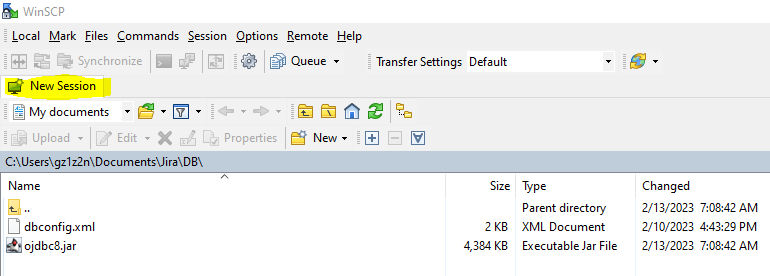 WinSCP
Local Mark Files Commands Session Options Remote Help
Synchronize Queue Transfer Settings Default
New Session
My documents
Upload Edit Properties New
C:\Users\gz1z2n\Documents\Jira\DB\
Name Size Type Changed
.. Parent directory 2/13/2023 7:08:42 AM
dbconfig.xml 2 KB XML Document 2/10/2023 4:43:29 PM
ojdbc8.jar 4,384 KB Executable Jar File 2/13/2023 7:08:42 AM